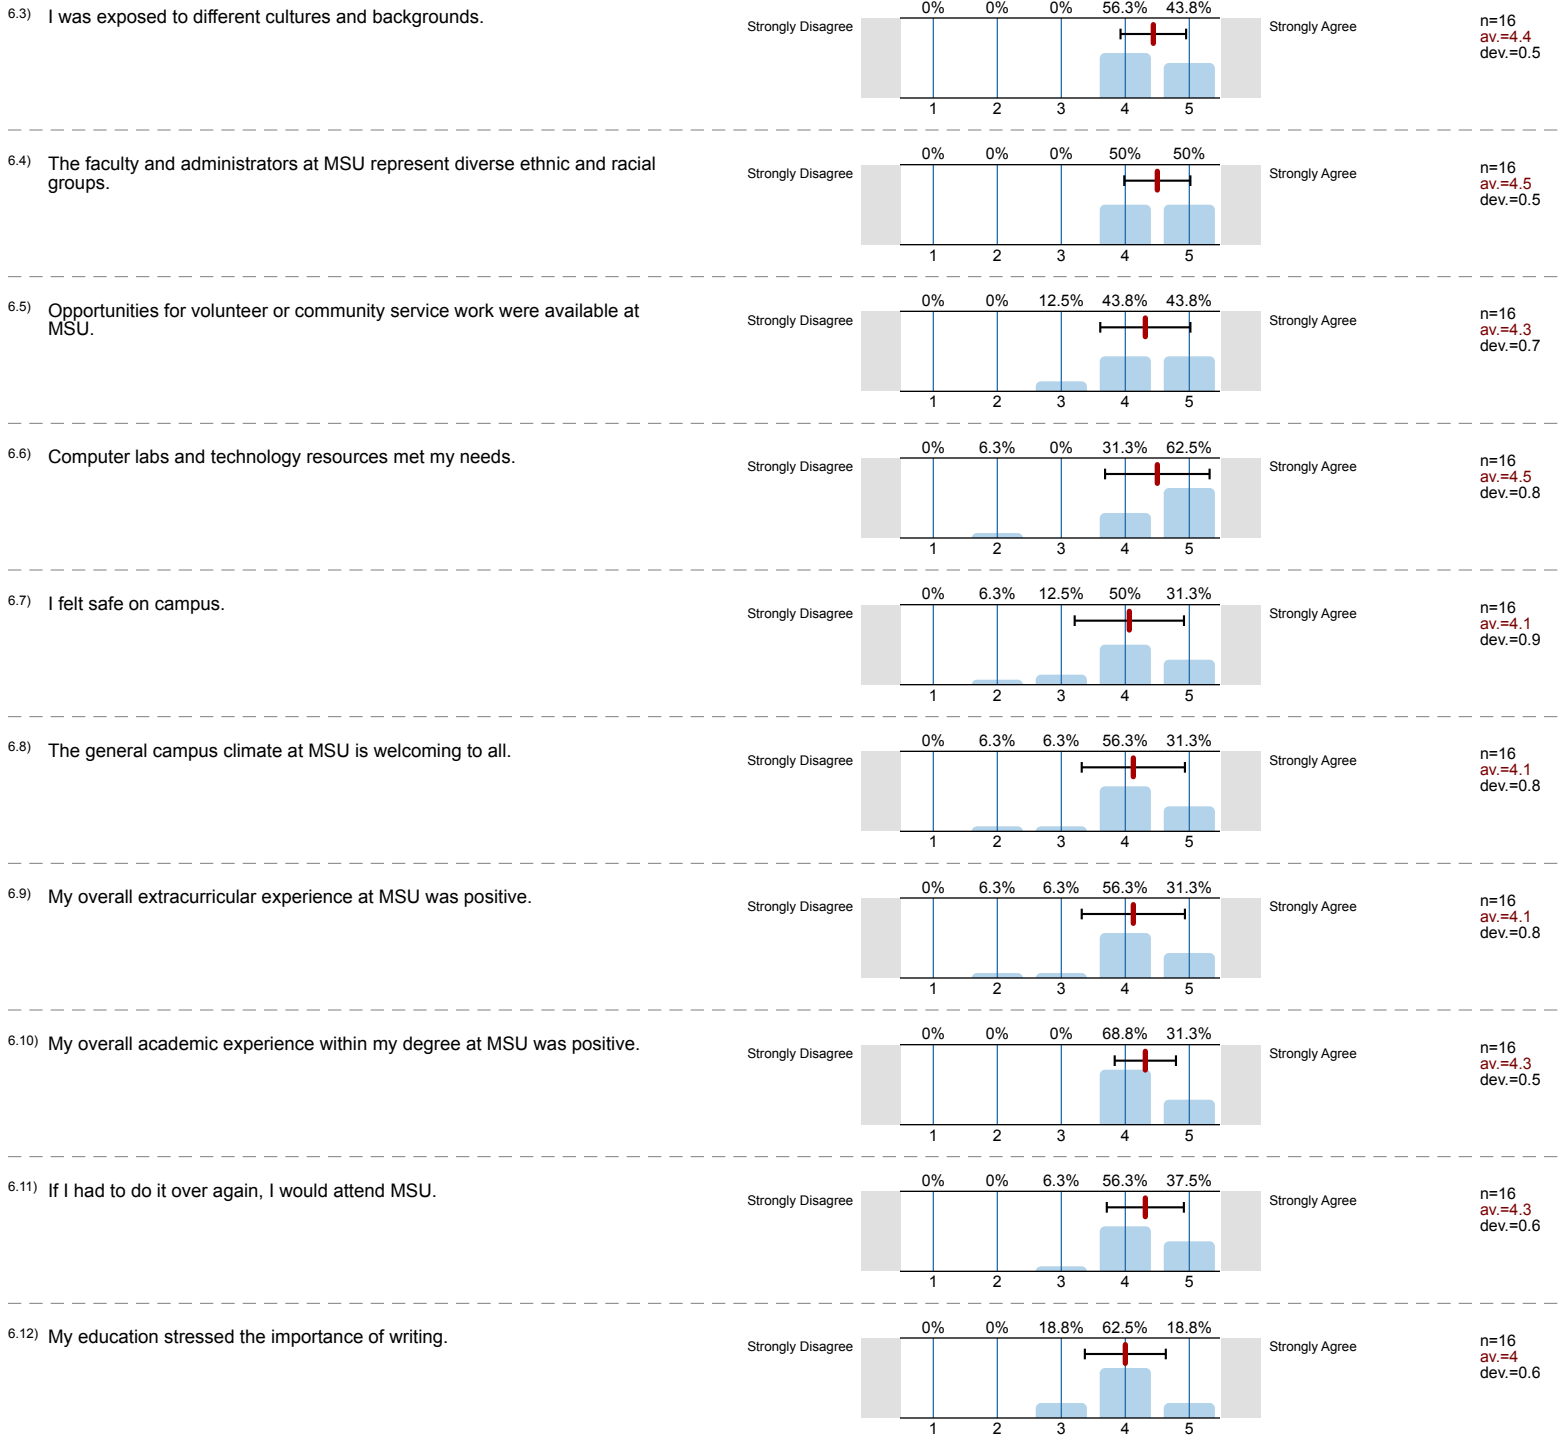 6.3) I was exposed to different cultures and backgrounds.
0% 0% 0% 56.3% 43.8%
Strongly Disagree Strongly Agree
n=16
av.=4.4
dev.=0.5
1 2 3 4 5
6.4) The faculty and administrators at MSU represent diverse ethnic and racial
groups.
0% 0% 0% 50% 50%
Strongly Disagree Strongly Agree
n=16
av.=4.5
dev.=0.5
1 2 3 4 5
6.5) Opportunities for volunteer or community service work were available at
MSU.
0% 0% 12.5% 43.8% 43.8%
Strongly Disagree Strongly Agree
n=16
av.=4.3
dev.=0.7
1 2 3 4 5
6.6) Computer labs and technology resources met my needs.
0% 6.3% 0% 31.3% 62.5%
Strongly Disagree Strongly Agree
n=16
av.=4.5
dev.=0.8
1 2 3 4 5
6.7) I felt safe on campus.
0% 6.3% 12.5% 50% 31.3%
Strongly Disagree Strongly Agree
n=16
av.=4.1
dev.=0.9
1 2 3 4 5
6.8) The general campus climate at MSU is welcoming to all.
0% 6.3% 6.3% 56.3% 31.3%
Strongly Disagree Strongly Agree
n=16
av.=4.1
dev.=0.8
1 2 3 4 5
6.9) My overall extracurricular experience at MSU was positive.
0% 6.3% 6.3% 56.3% 31.3%
Strongly Disagree Strongly Agree
n=16
av.=4.1
dev.=0.8
1 2 3 4 5
6.10) My overall academic experience within my degree at MSU was positive.
0% 0% 0% 68.8% 31.3%
Strongly Disagree Strongly Agree
n=16
av.=4.3
dev.=0.5
1 2 3 4 5
6.11) If I had to do it over again, I would attend MSU.
0% 0% 6.3% 56.3% 37.5%
Strongly Disagree Strongly Agree
n=16
av.=4.3
dev.=0.6
1 2 3 4 5
6.12) My education stressed the importance of writing.
0% 0% 18.8% 62.5% 18.8%
Strongly Disagree Strongly Agree
n=16
av.=4
dev.=0.6
1 2 3 4 5